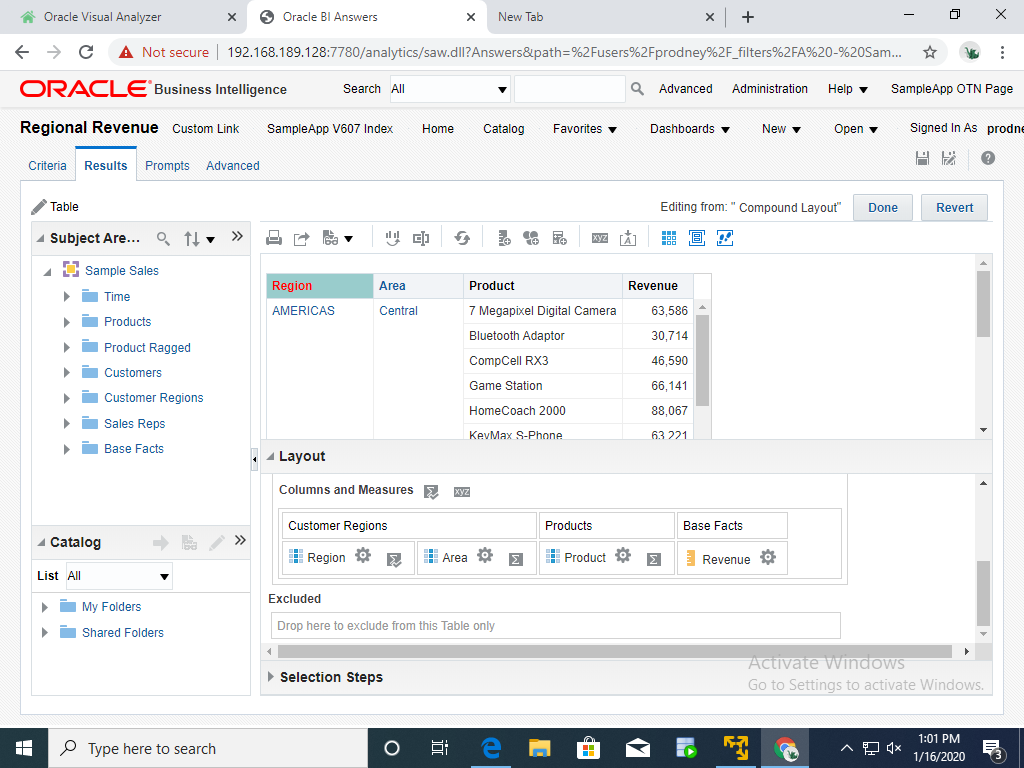 Oracle Visual Analyzer
Oracle BI Answers
New Tab
Not secure 192.168.189.128:7780/analytics/saw.dll?Answers&path=%2Fusers%2Fprodney%2F_filters%2FA%20-%20Sam...
ORACLE Business Intelligence
Search All Advanced Administration Help SampleApp OTN Page
Regional Revenue Custom Link SampleApp V607 Index Home Catalog Favorites Dashboards New Open Signed In As prodne
Criteria Results Prompts Advanced
Table Editing from: " Compound Layout" Done Revert
Subject Are...
Sample Sales
Time
Products
Product Ragged
Customers
Customer Regions
Sales Reps
Base Facts
Catalog
List All
My Folders
Shared Folders
Region Area Product Revenue
AMERICAS Central 7 Megapixel Digital Camera 63,586
Bluetooth Adaptor 30,714
CompCell RX3 46,590
Game Station 66,141
HomeCoach 2000 88,067
KeyMax S-Phone 63,221
Layout
Columns and Measures xyz
Customer Regions Products Base Facts
Region Area Product Revenue
Excluded
Drop here to exclude from this Table only
Selection Steps
Activate Windows
Go to Settings to activate Windows.
Type here to search
1:01 PM
1/16/2020
3